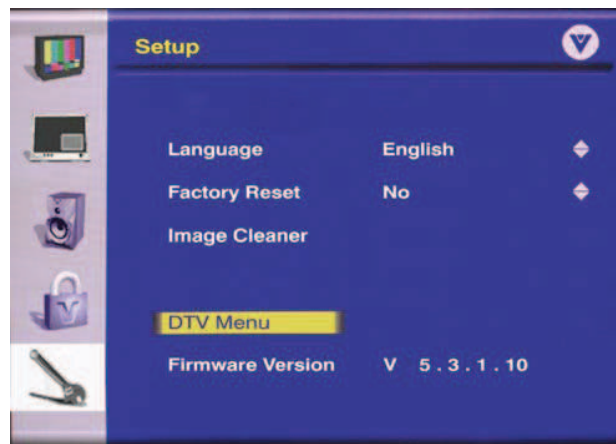 Setup
Language English
Factory Reset No
Image Cleaner
DTV Menu
Firmware Version V 5.3.1.10